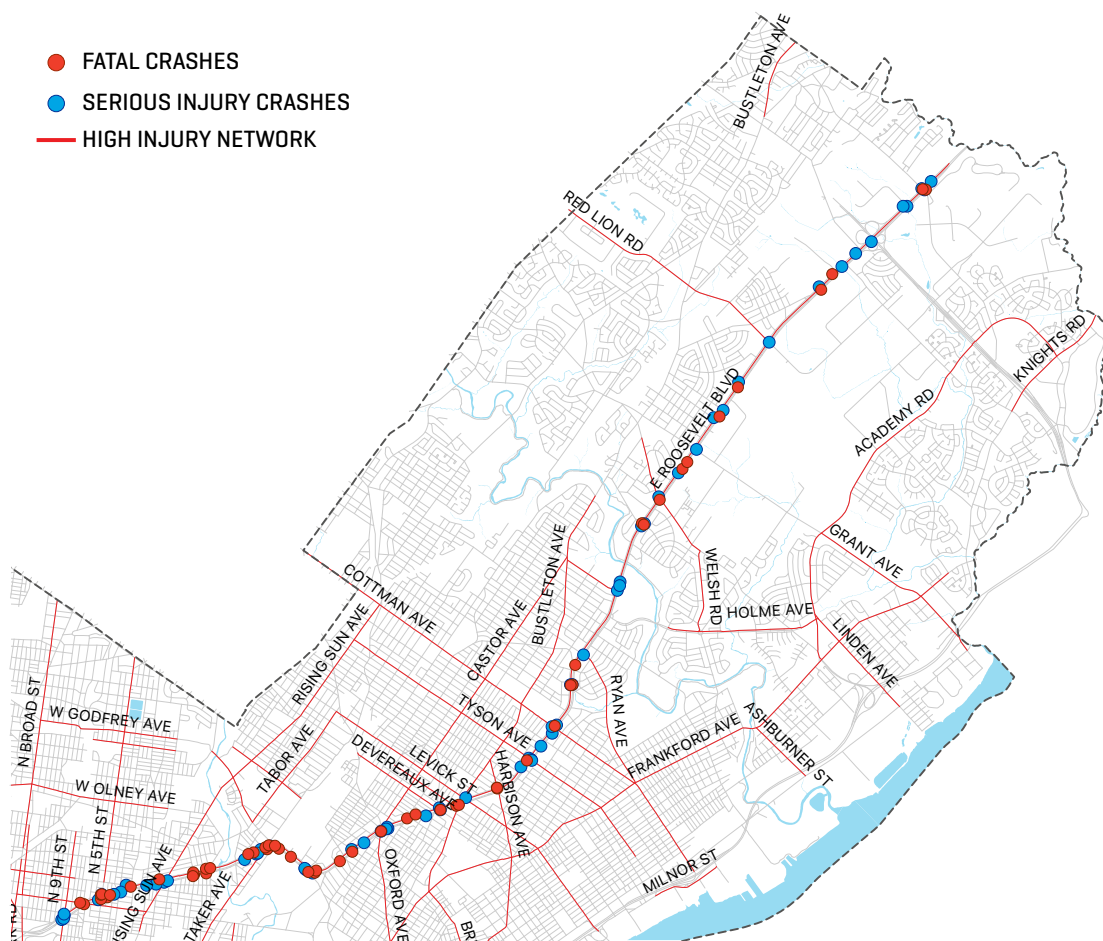 FATAL CRASHES
SERIOUS INJURY CRASHES
HIGH INJURY NETWORK
BUSTLETON AVE
RED LION RD
KNIGHTS RD
E ROOSEVELT BLVD
ACADEMY RD
GRANT AVE
WELSH RD
HOLME AVE
LINDEN AVE
COTTMAN AVE
BUSTLETON AVE
CASTOR AVE
RISING SUN AVE
TYSON AVE
RYAN AVE
ASHBURNER ST
FRANKFORD AVE
N BROAD ST
W GODFREY AVE
TABOR AVE
LEVICK ST
DEVEREAUX AVE
HARBISON AVE
W OLNEY AVE
N 5TH ST
N 9TH ST
ISING SUN AVE
TAKER AVE
OXFORD AVE
MILNOR ST
BR
RD